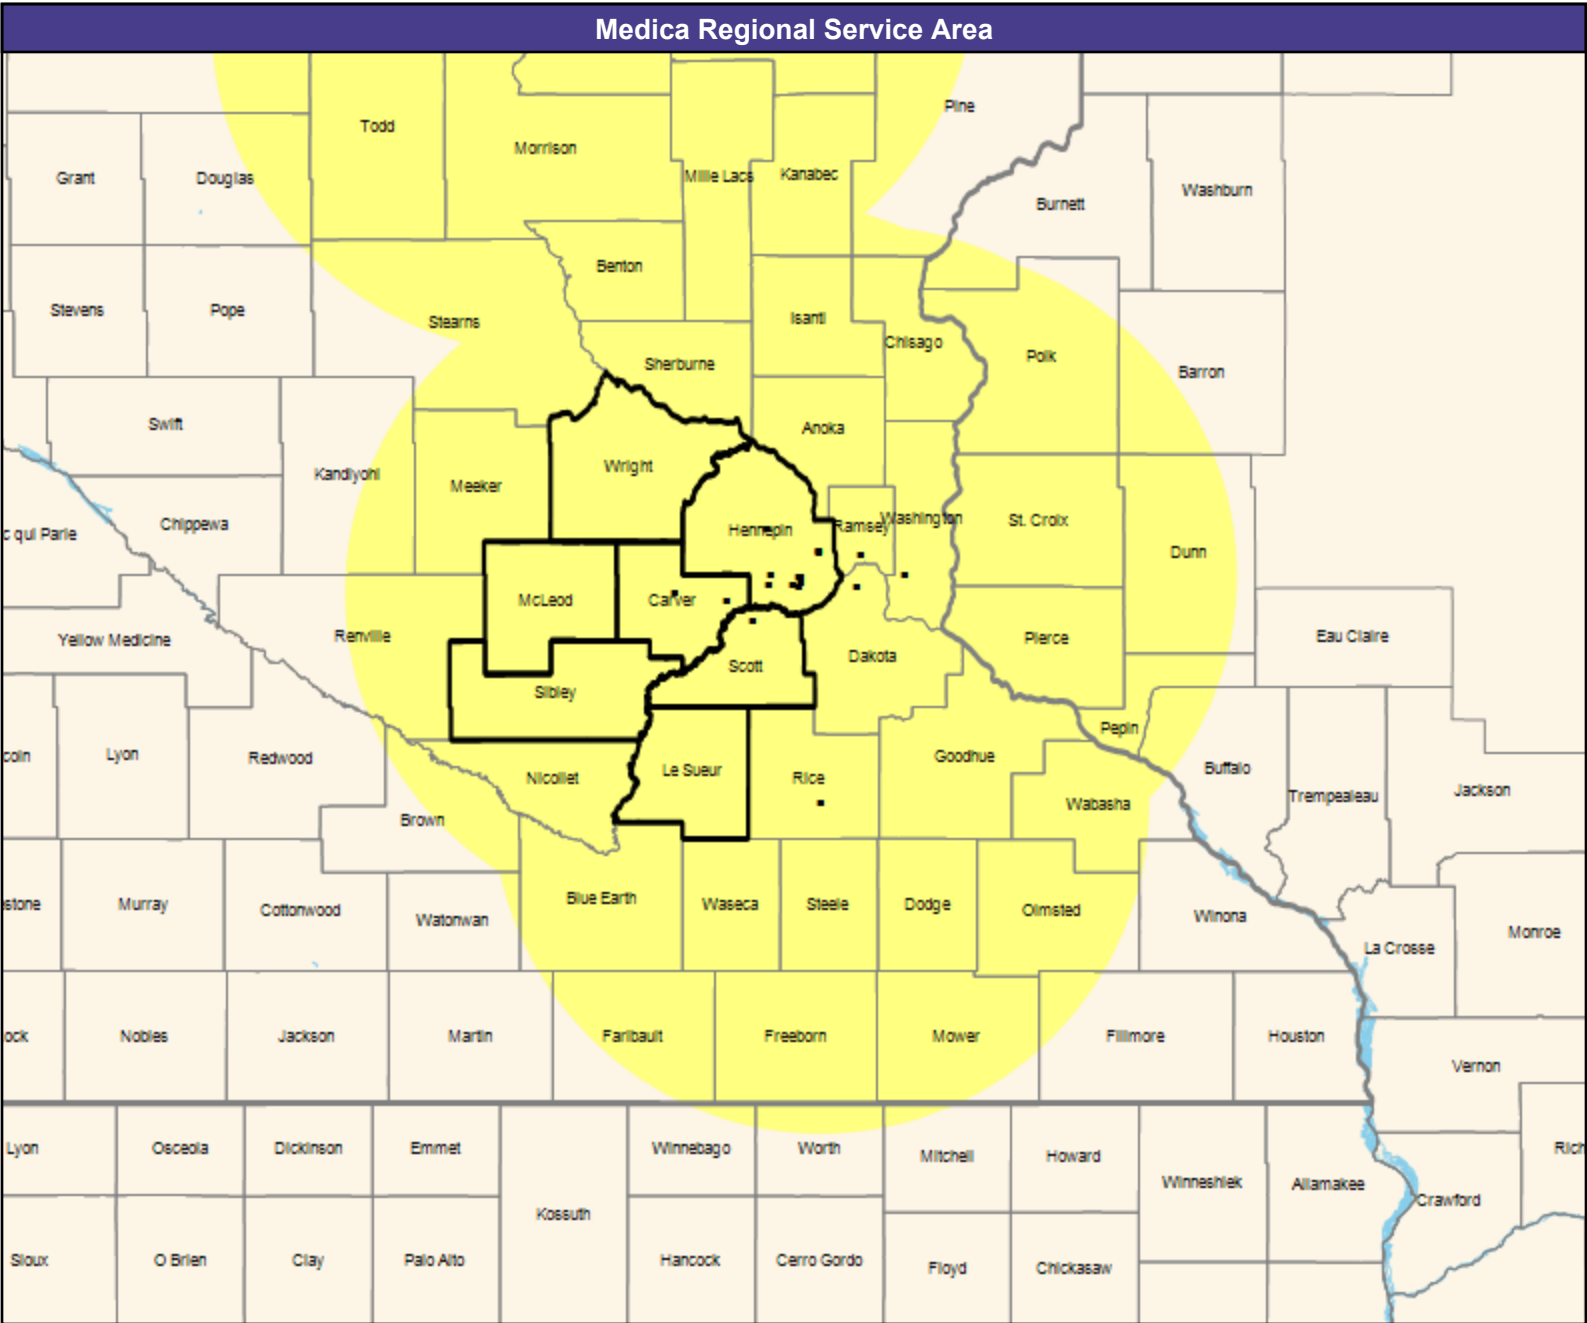 Medica Regional Service Area
Pine
Todd
Morrison
Grant
Douglas
Mille Lacs
Kanabec
Washburn
Burnett
Benton
Stevens
Pope
Stearns
Isanti
Chisago
Polk
Sherburne
Barron
Swift
Anoka
Wright
Kandiyohi
Meeker
Chippewa
c qui Parle
Hennepin
Ramsey
Washington
St. Croix
Dunn
McLeod
Carver
Yellow Medicine
Renville
Pierce
Eau Claire
Dakota
Scott
Sibley
coln
Lyon
Redwood
Nicollet
Le Sueur
Rice
Goodhue
Pepin
Buffalo
Trempealeau
Jackson
Brown
Wabasha
stone
Murray
Cottonwood
Watonwan
Blue Earth
Waseca
Steele
Dodge
Olmsted
Winona
La Crosse
Monroe
ock
Nobles
Jackson
Martin
Faribault
Freeborn
Mower
Fillmore
Houston
Vernon
Lyon
Osceola
Dickinson
Emmet
Winnebago
Worth
Mitchell
Howard
Winneshiek
Allamakee
Crawford
Rich
Kossuth
Sioux
O Brien
Clay
Palo Alto
Hancock
Cerro Gordo
Floyd
Chickasaw